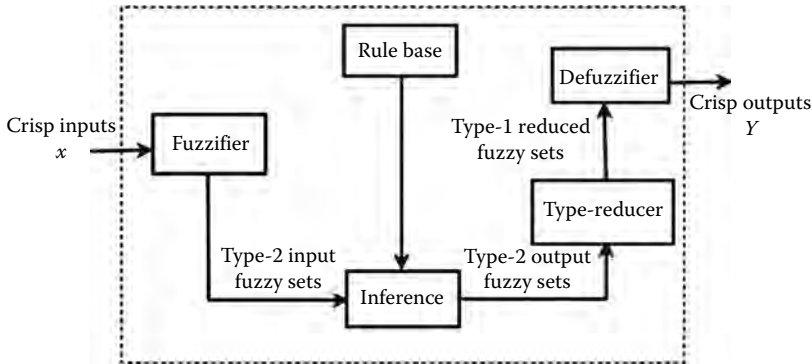 Rule base
Defuzzifier
Crisp outputs
Y
Crisp inputs
x
Fuzzifier
Type-1 reduced
fuzzy sets
Type-reducer
Type-2 input
fuzzy sets
Inference
Type-2 output
fuzzy sets